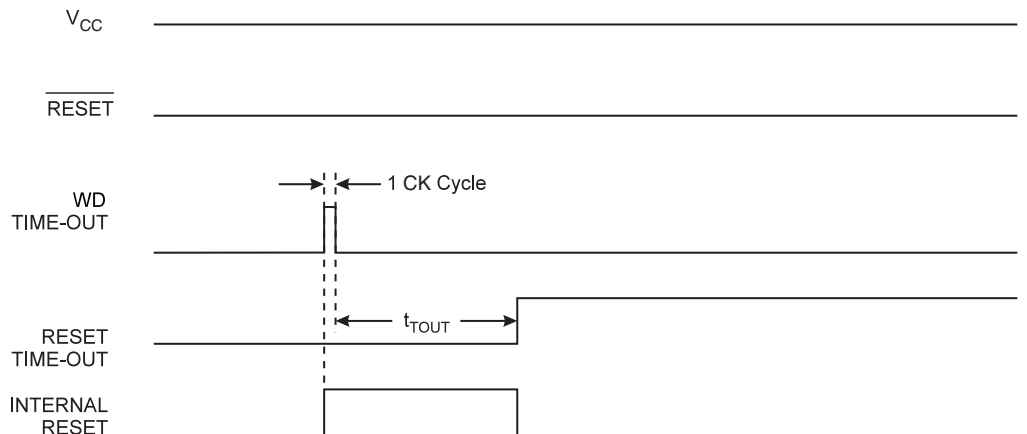 VCC
RESET
1 CK Cycle
WD
TIME-OUT
tTOUT
RESET
TIME-OUT
INTERNAL
RESET